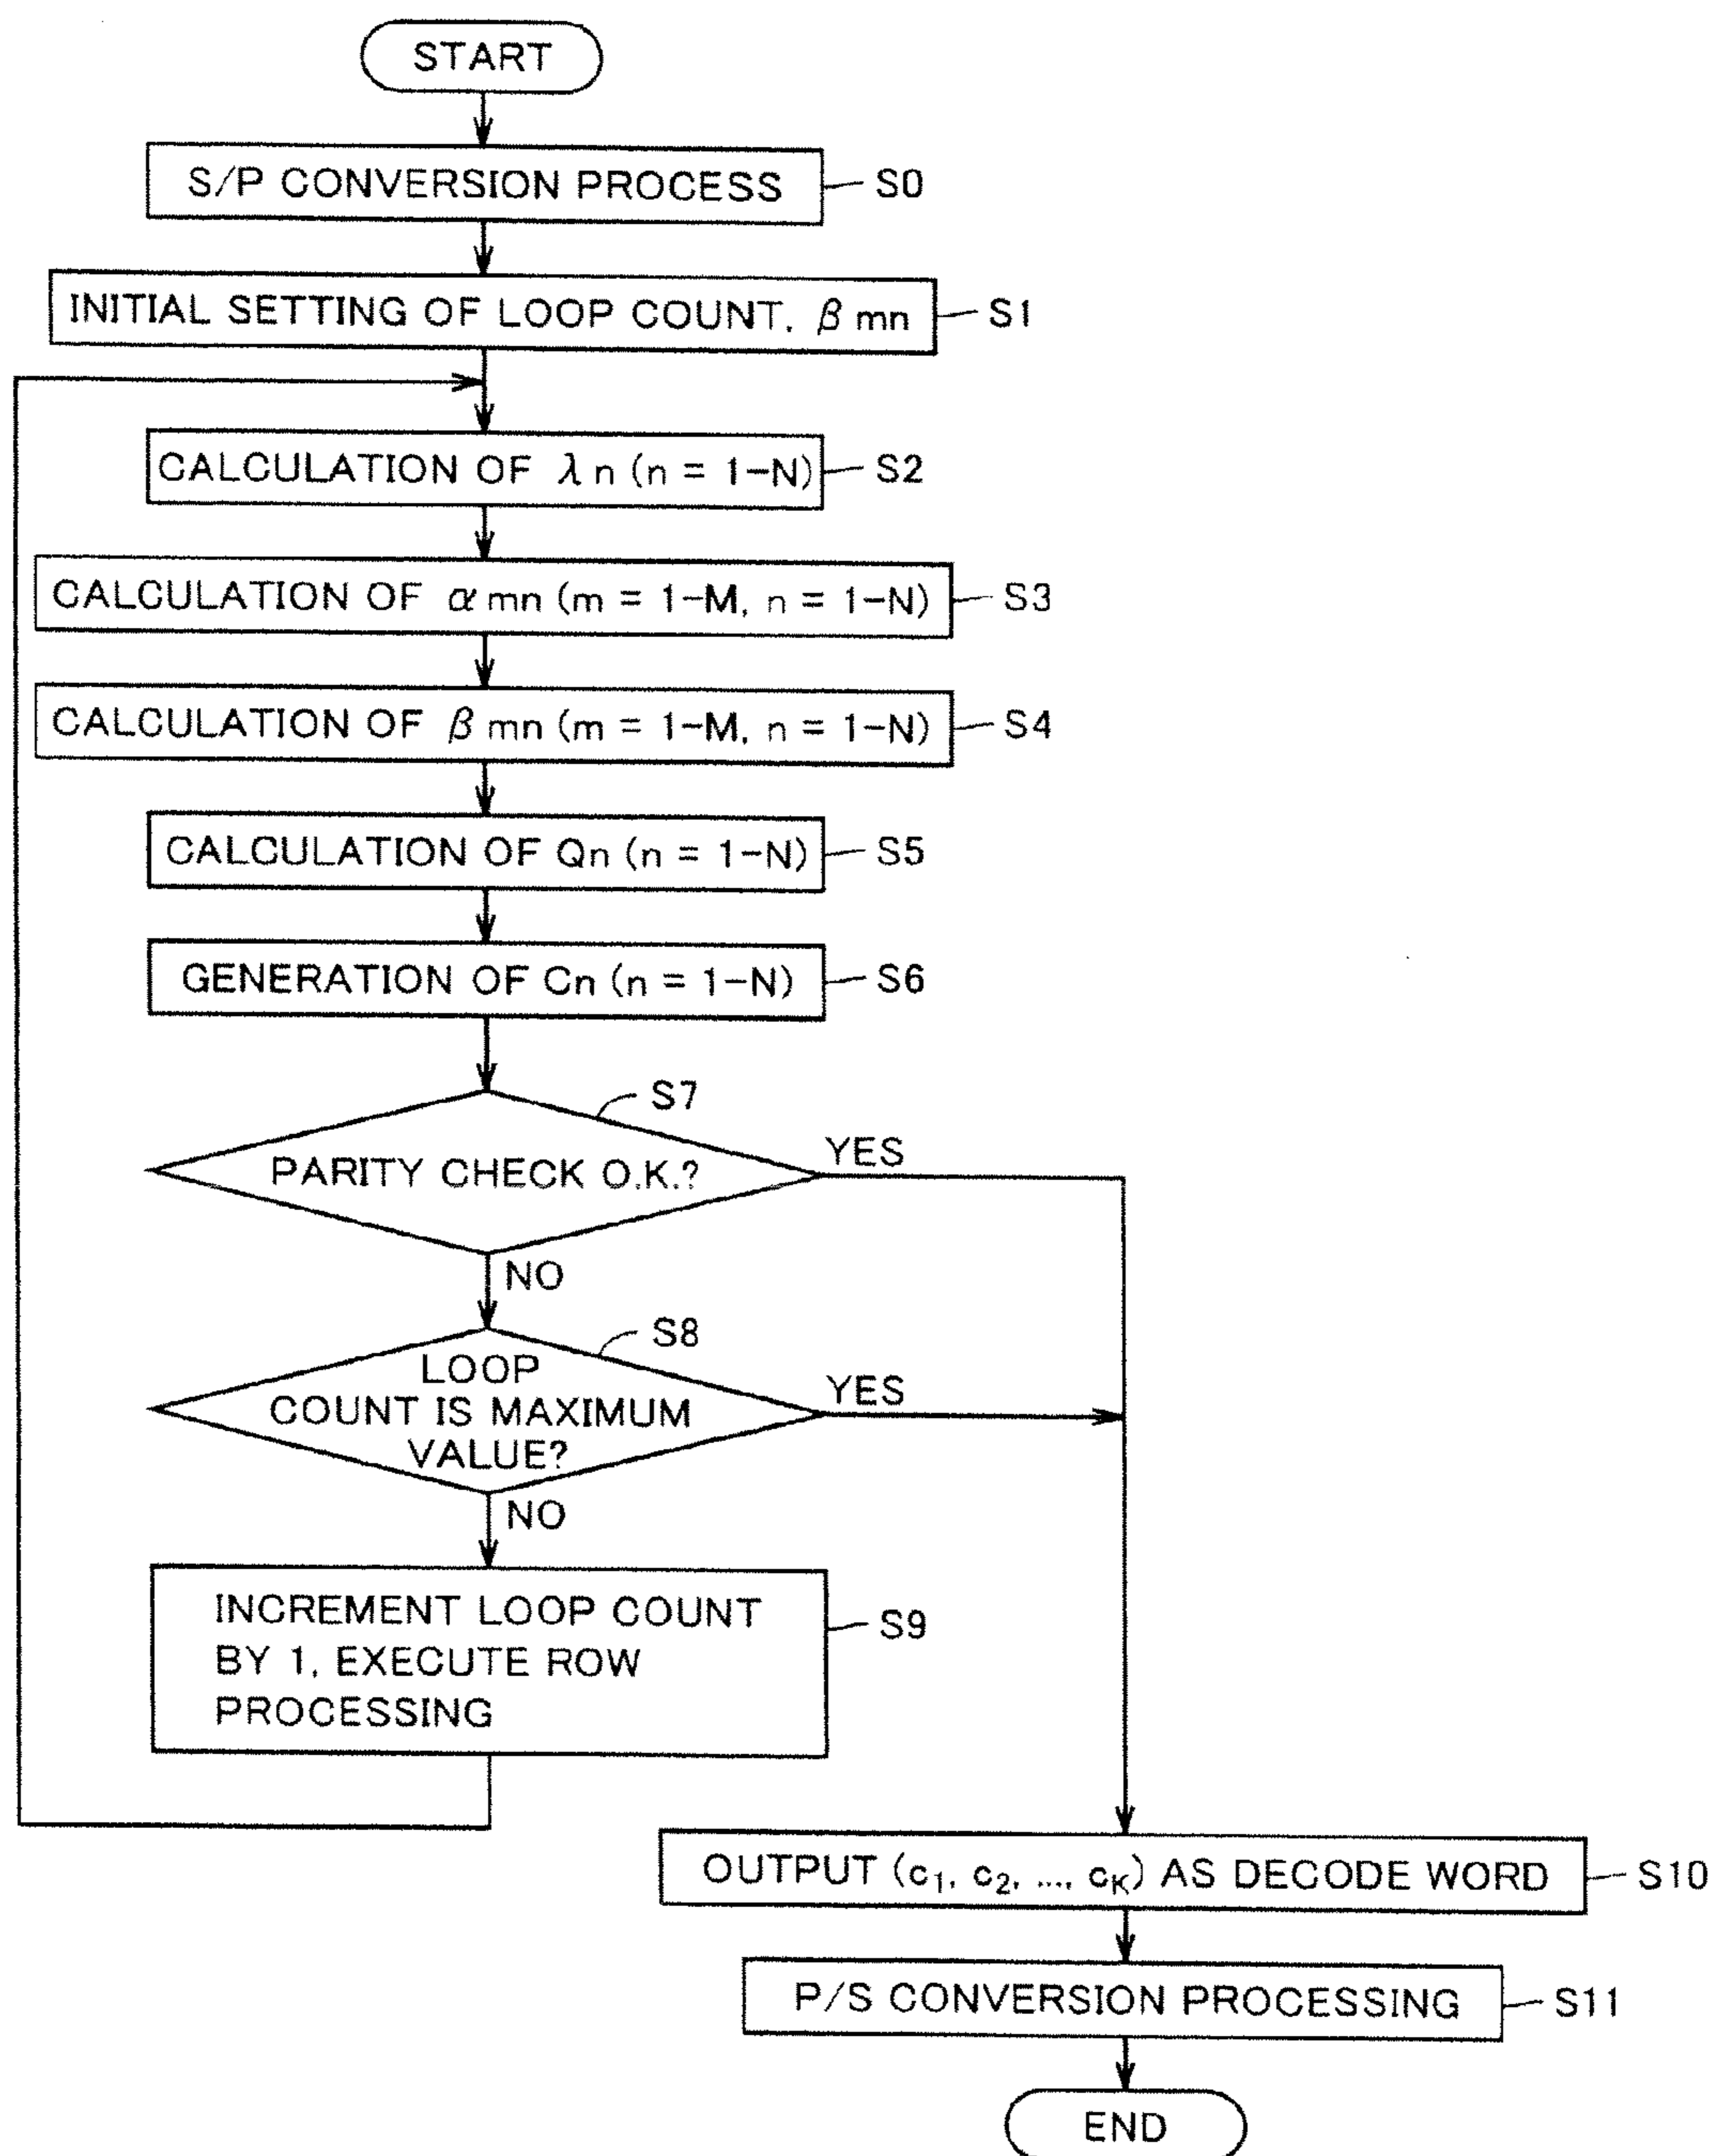 START
S/P CONVERSION PROCESS
S0
INITIAL SETTING OF LOOP COUNT, β mn
S1
CALCULATION OF λ n (n = 1-N)
S2
CALCULATION OF α mn (m = 1-M, n = 1-N)
S3
CALCULATION OF β mn (m = 1-M, n = 1-N)
S4
CALCULATION OF Qn (n = 1-N)
S5
GENERATION OF Cn (n = 1-N)
S6
S7
PARITY CHECK O.K.?
YES
NO
S8
LOOP
COUNT IS MAXIMUM
VALUE?
YES
NO
INCREMENT LOOP COUNT
BY 1, EXECUTE ROW
PROCESSING
S9
OUTPUT (c₁, c₂, ..., c_K) AS DECODE WORD
S10
P/S CONVERSION PROCESSING
S11
END